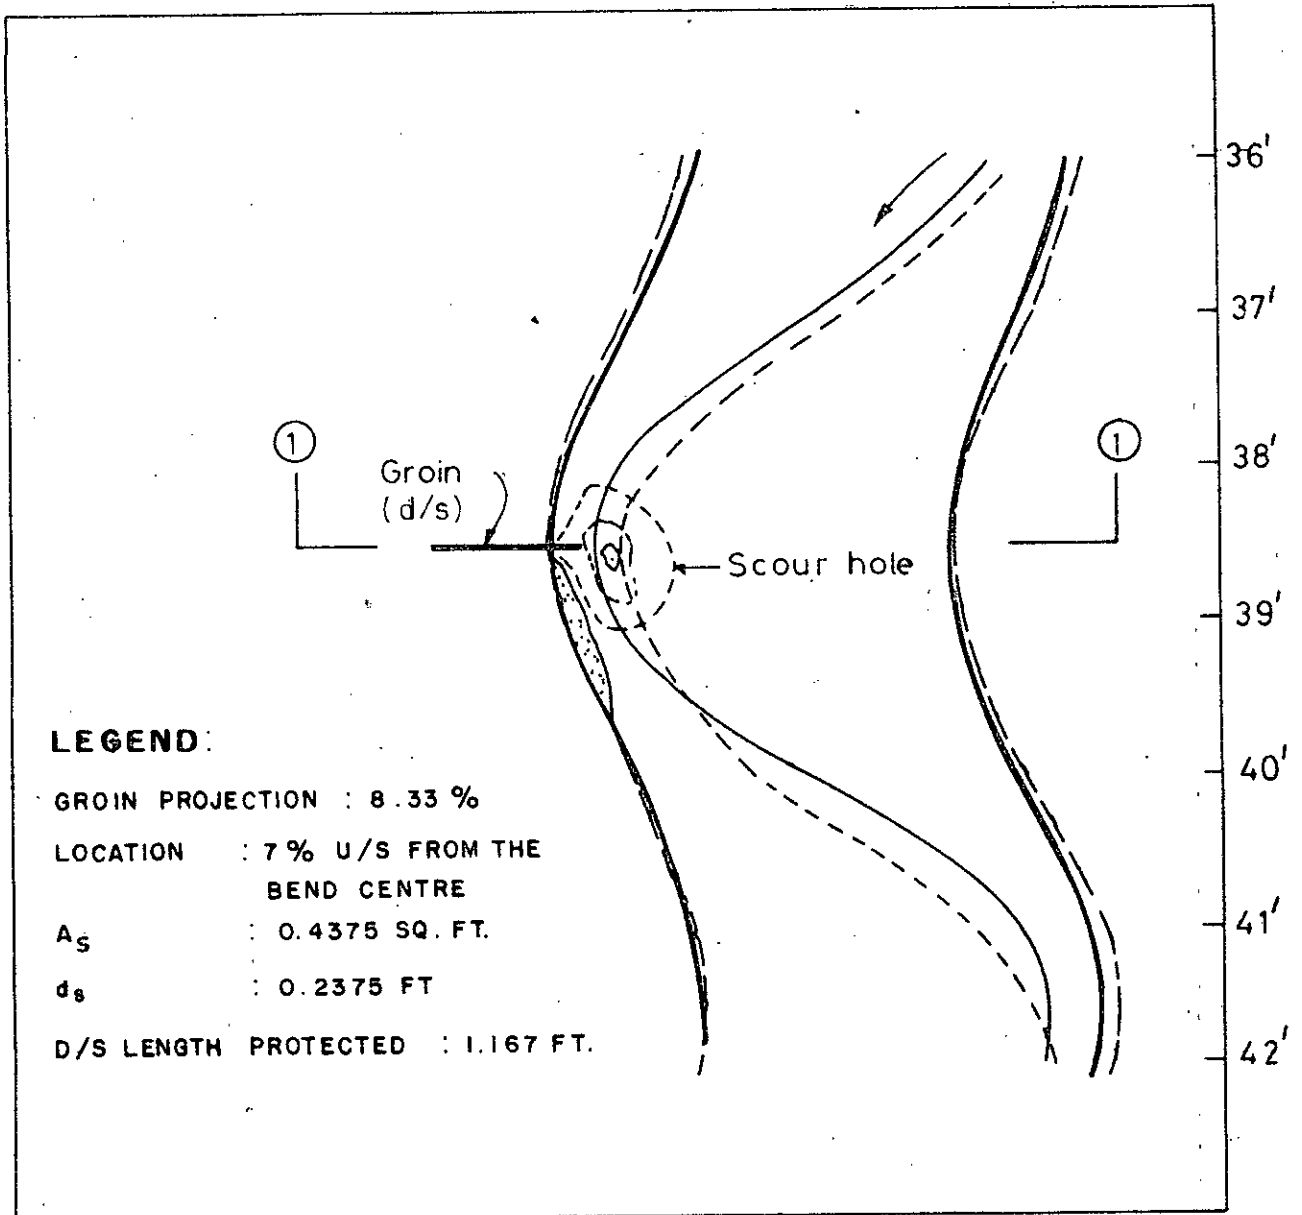 36'
37'
1
1
38'
Groin
(d/s)
Scour hole
39'
LEGEND:
40'
GROIN PROJECTION : 8.33 %
LOCATION : 7 % U/S FROM THE
BEND CENTRE
41'
As : 0.4375 SQ. FT.
ds : 0.2375 FT
D/S LENGTH PROTECTED : 1.167 FT.
42'